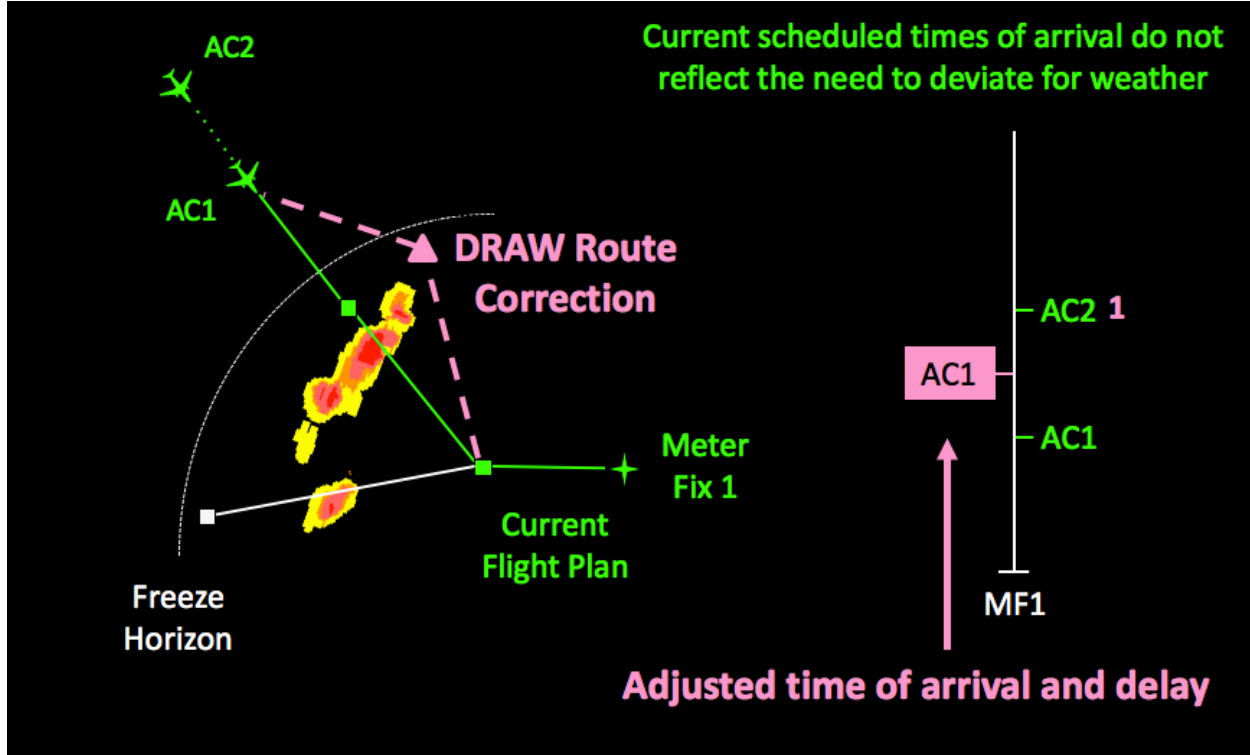 AC2
AC1
DRAW Route
Correction
Meter
Fix 1
Current
Flight Plan
Freeze
Horizon
Current scheduled times of arrival do not
reflect the need to deviate for weather
AC2 1
AC1
AC1
MF1
Adjusted time of arrival and delay